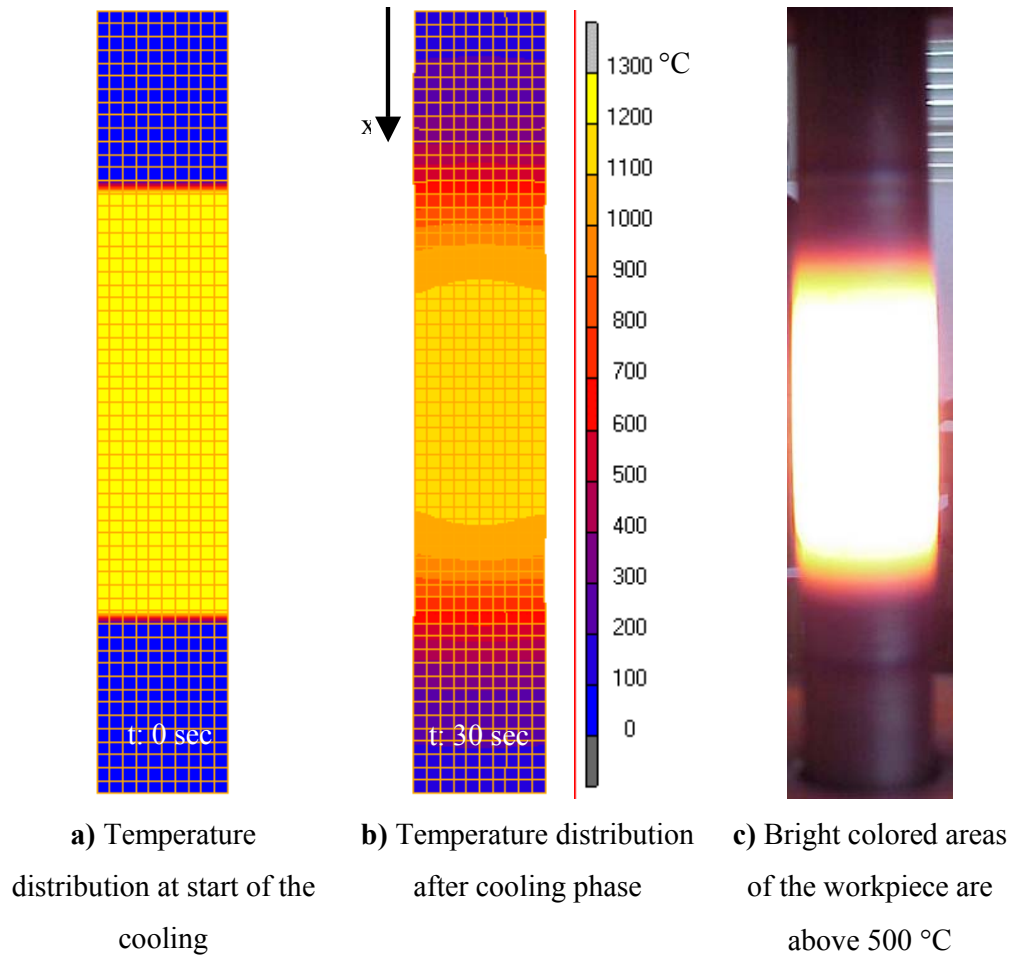 x
t: 0 sec
t: 30 sec
1300 °C
1200
1100
1000
900
800
700
600
500
400
300
200
100
0
a) Temperature
distribution at start of the
cooling
b) Temperature distribution
after cooling phase
c) Bright colored areas
of the workpiece are
above 500 °C